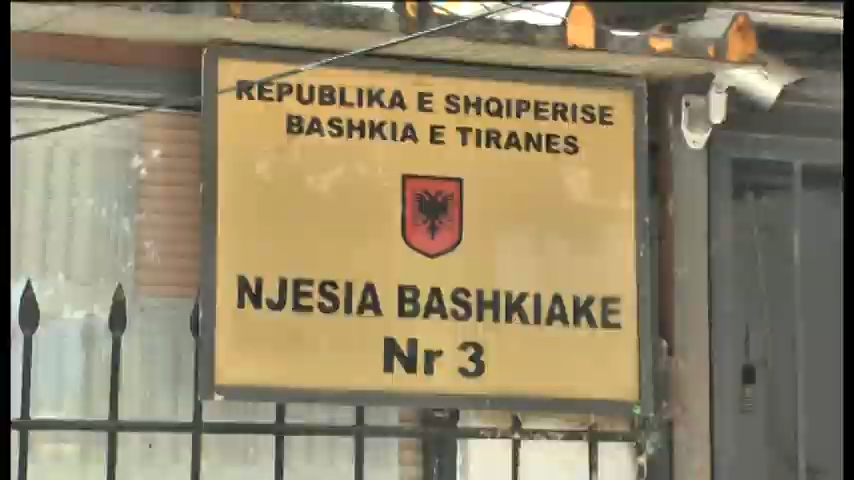 REPUBLIKA E SHQIPERISE
BASHKIA E TIRANES
NJESIA BASHKIAKE
Nr 3